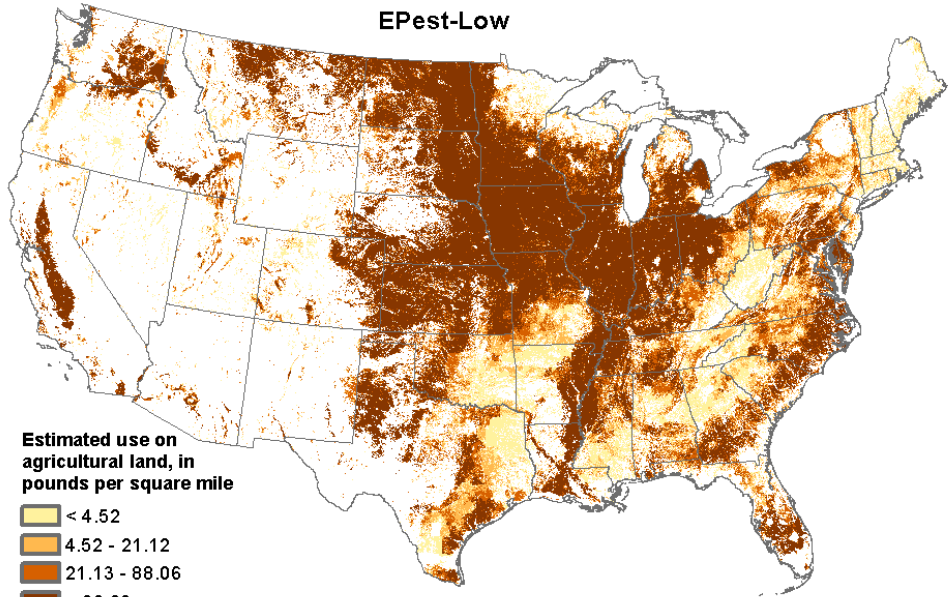 EPest-Low
Estimated use on
agricultural land, in
pounds per square mile
< 4.52
4.52 - 21.12
21.13 - 88.06